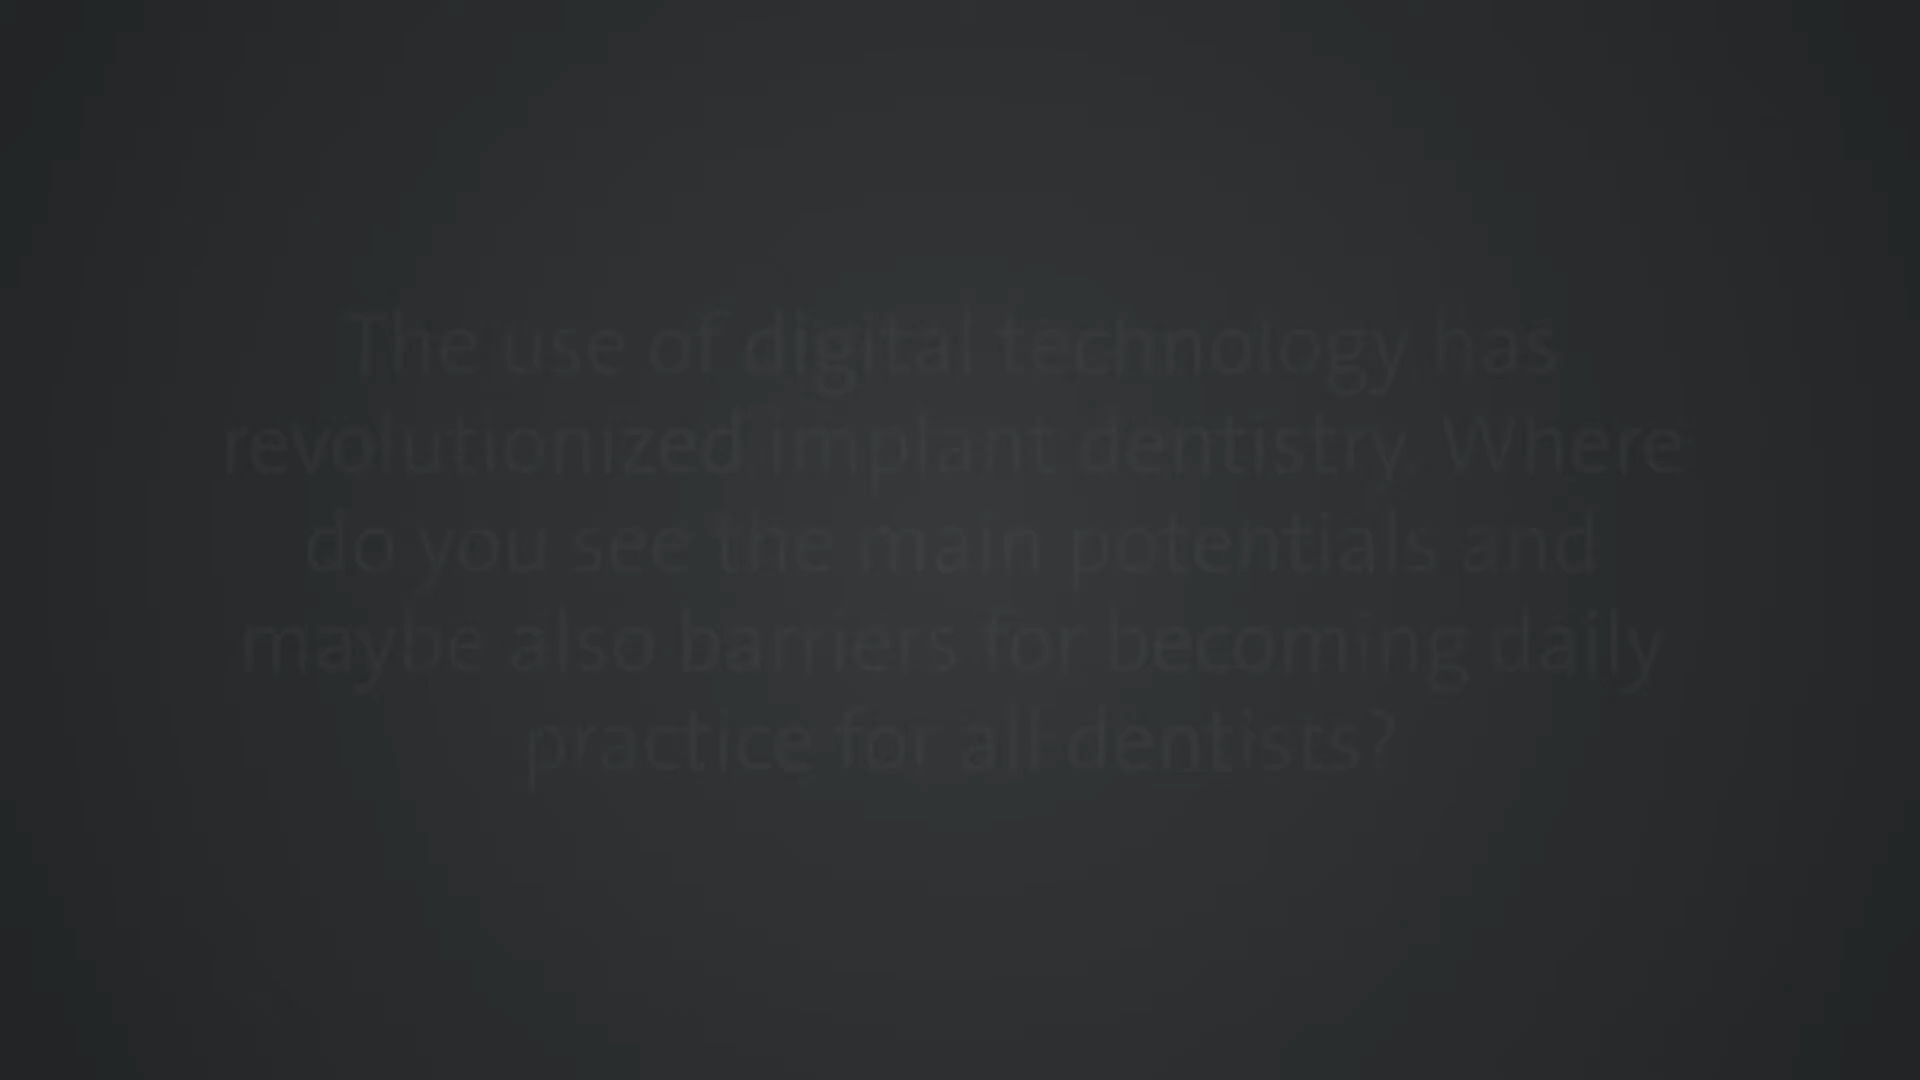 The use of digital technology has
revolutionized implant dentistry. Where
do you see the main potentials and
maybe also barriers for becoming daily
practice for all dentists?